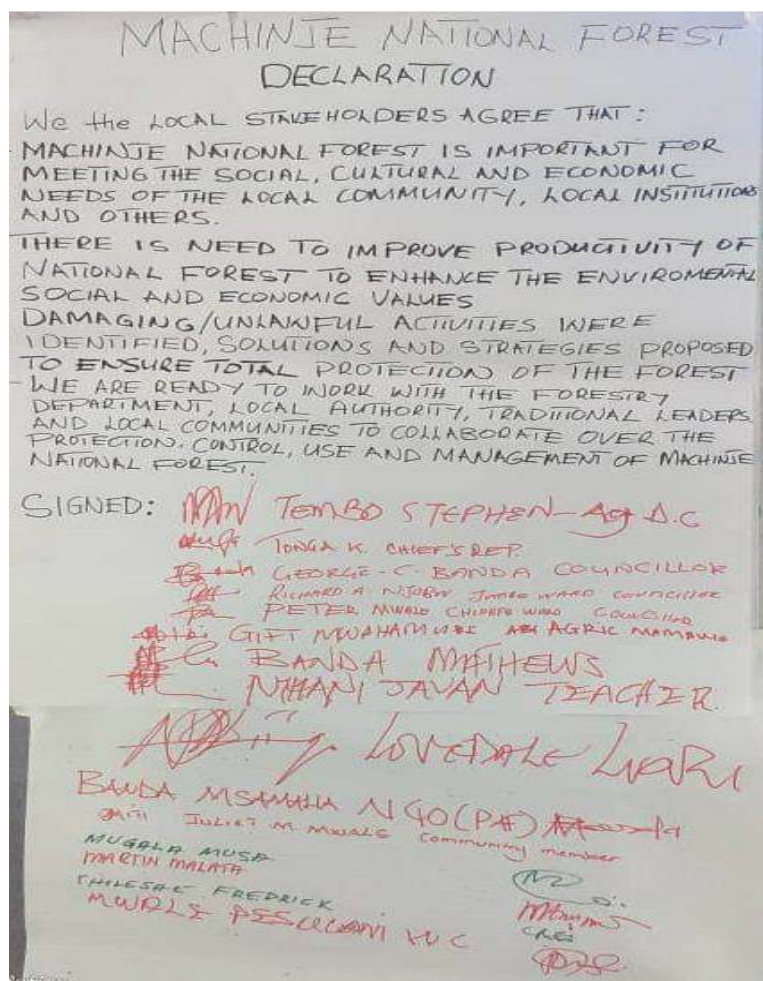 MACHINJE NATIONAL FOREST
DECLARATION
We the LOCAL STAKEHOLDERS AGREE THAT:
- MACHINJE NATIONAL FOREST IS IMPORTANT FOR
MEETING THE SOCIAL, CULTURAL AND ECONOMIC
NEEDS OF THE LOCAL COMMUNITY, LOCAL INSTITUTIONS
AND OTHERS.
THERE IS NEED TO IMPROVE PRODUCTIVITY OF
NATIONAL FOREST TO ENHANCE THE ENVIROMENTAL
SOCIAL AND ECONOMIC VALUES
DAMAGING/UNLAWFUL ACTIVITIES WERE
IDENTIFIED, SOLUTIONS AND STRATEGIES PROPOSED
TO ENSURE TOTAL PROTECTION OF THE FOREST
- WE ARE READY TO WORK WITH THE FORESTRY
DEPARTMENT, LOCAL AUTHORITY, TRADITIONAL LEADERS
AND LOCAL COMMUNITIES TO COLLABORATE OVER THE
PROTECTION, CONTROL, USE AND MANAGEMENT OF MACHINJE
NATIONAL FOREST.
SIGNED: TEMBO STEPHEN - Ag D.C
TONGA K. CHIEF'S REP.
GEORGE - C. BANDA COUNCILLOR
RICHARD A. WARD COUNCILLOR
PETER MWALE WARD
GIFT AGRIC
BANDA MATHEWS
JAVAN TEACHER.
LOVEDALE
BANDA NGO
JULIET M. MWALE Community member
MUGALA MUSA
MARTIN MALATA
FREDRICK
MWALE